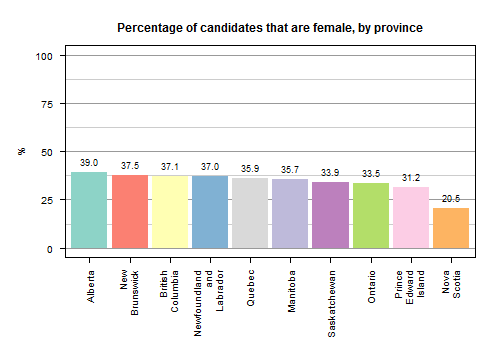 Percentage of candidates that are female, by province
%
100
75
50
25
0
39.0
37.5
37.1
37.0
35.9
35.7
33.9
33.5
31.2
20.5
Alberta
New
Brunswick
British
Columbia
Newfoundland
and
Labrador
Quebec
Manitoba
Saskatchewan
Ontario
Prince
Edward
Island
Nova
Scotia